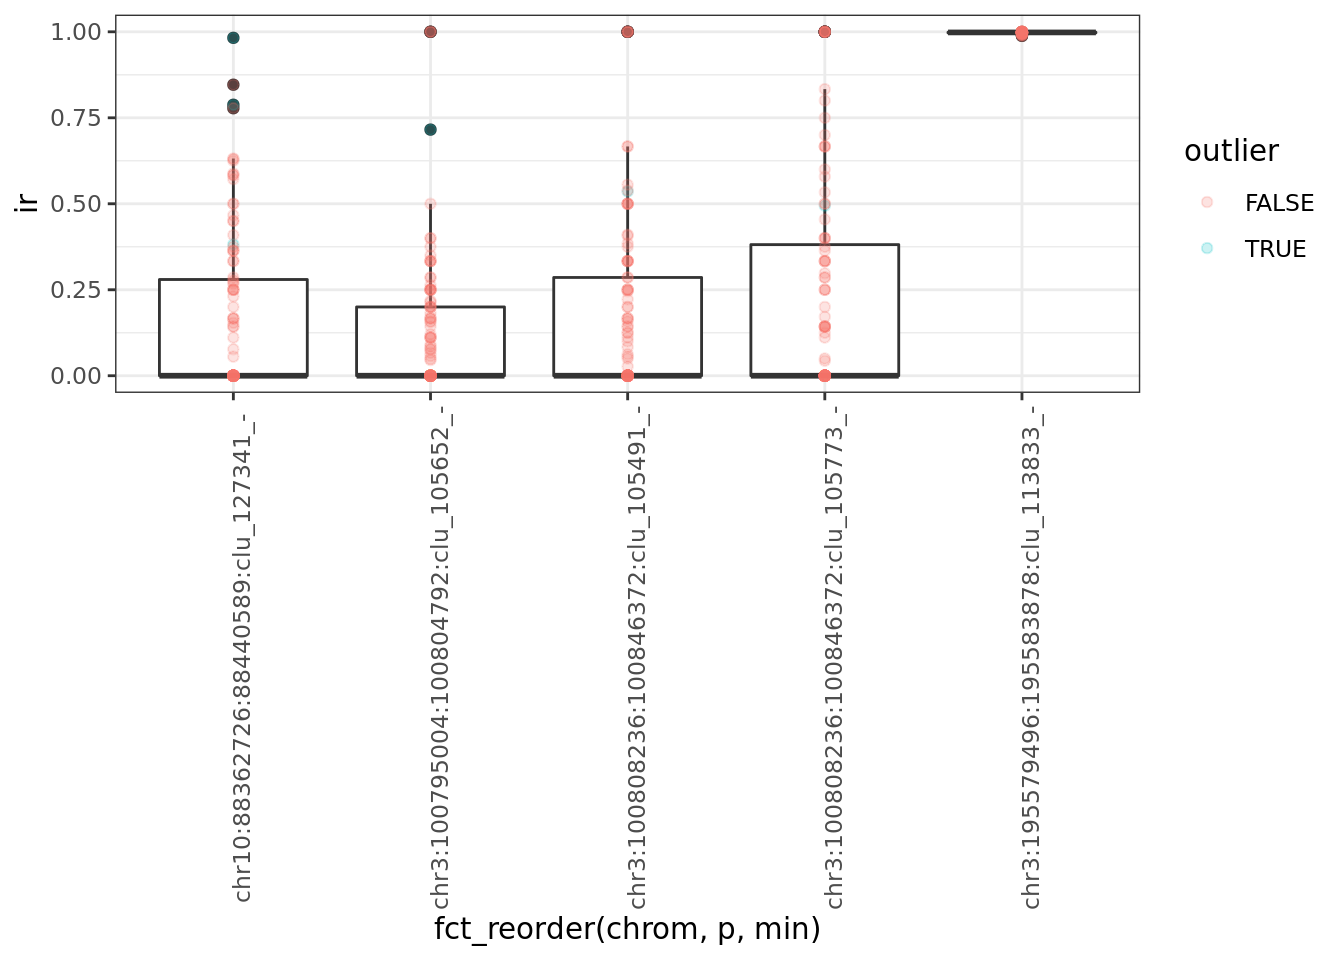 1.00
0.75
0.50
0.25
0.00
ir
chr10:88362726:88440589:clu_127341_-
chr3:100795004:100804792:clu_105652_-
chr3:100808236:100846372:clu_105491_-
chr3:100808236:100846372:clu_105773_-
chr3:195579496:195583878:clu_113833_-
fct_reorder(chrom, p, min)
outlier
FALSE
TRUE